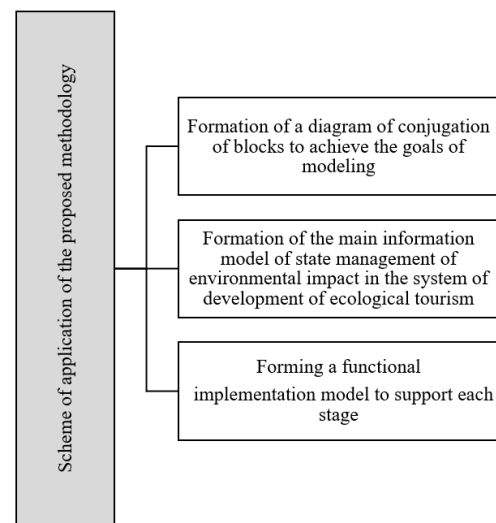 Scheme of application of the proposed methodology
Formation of a diagram of conjugation
of blocks to achieve the goals of
modeling
Formation of the main information
model of state management of
environmental impact in the system of
development of ecological tourism
Forming a functional
implementation model to support each
stage